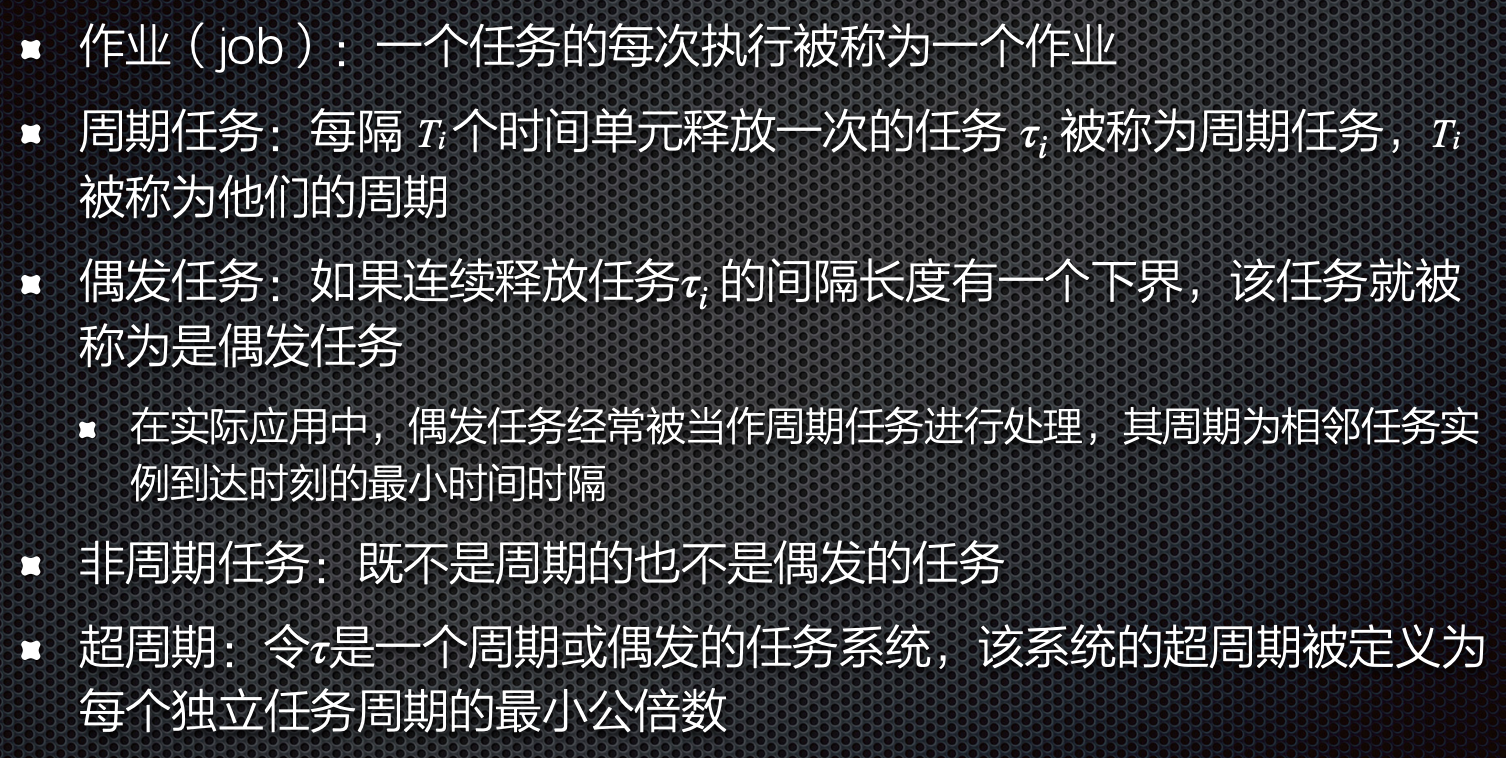 作业（job）：一个任务的每次执行被称为一个作业
周期任务：每隔 Tᵢ个时间单元释放一次的任务 τᵢ 被称为周期任务，Tᵢ
被称为他们的周期
偶发任务：如果连续释放任务τᵢ 的间隔长度有一个下界，该任务就被
称为是偶发任务
在实际应用中，偶发任务经常被当作周期任务进行处理，其周期为相邻任务实
例到达时刻的最小时间时隔
非周期任务：既不是周期的也不是偶发的任务
超周期：令τ是一个周期或偶发的任务系统，该系统的超周期被定义为
每个独立任务周期的最小公倍数